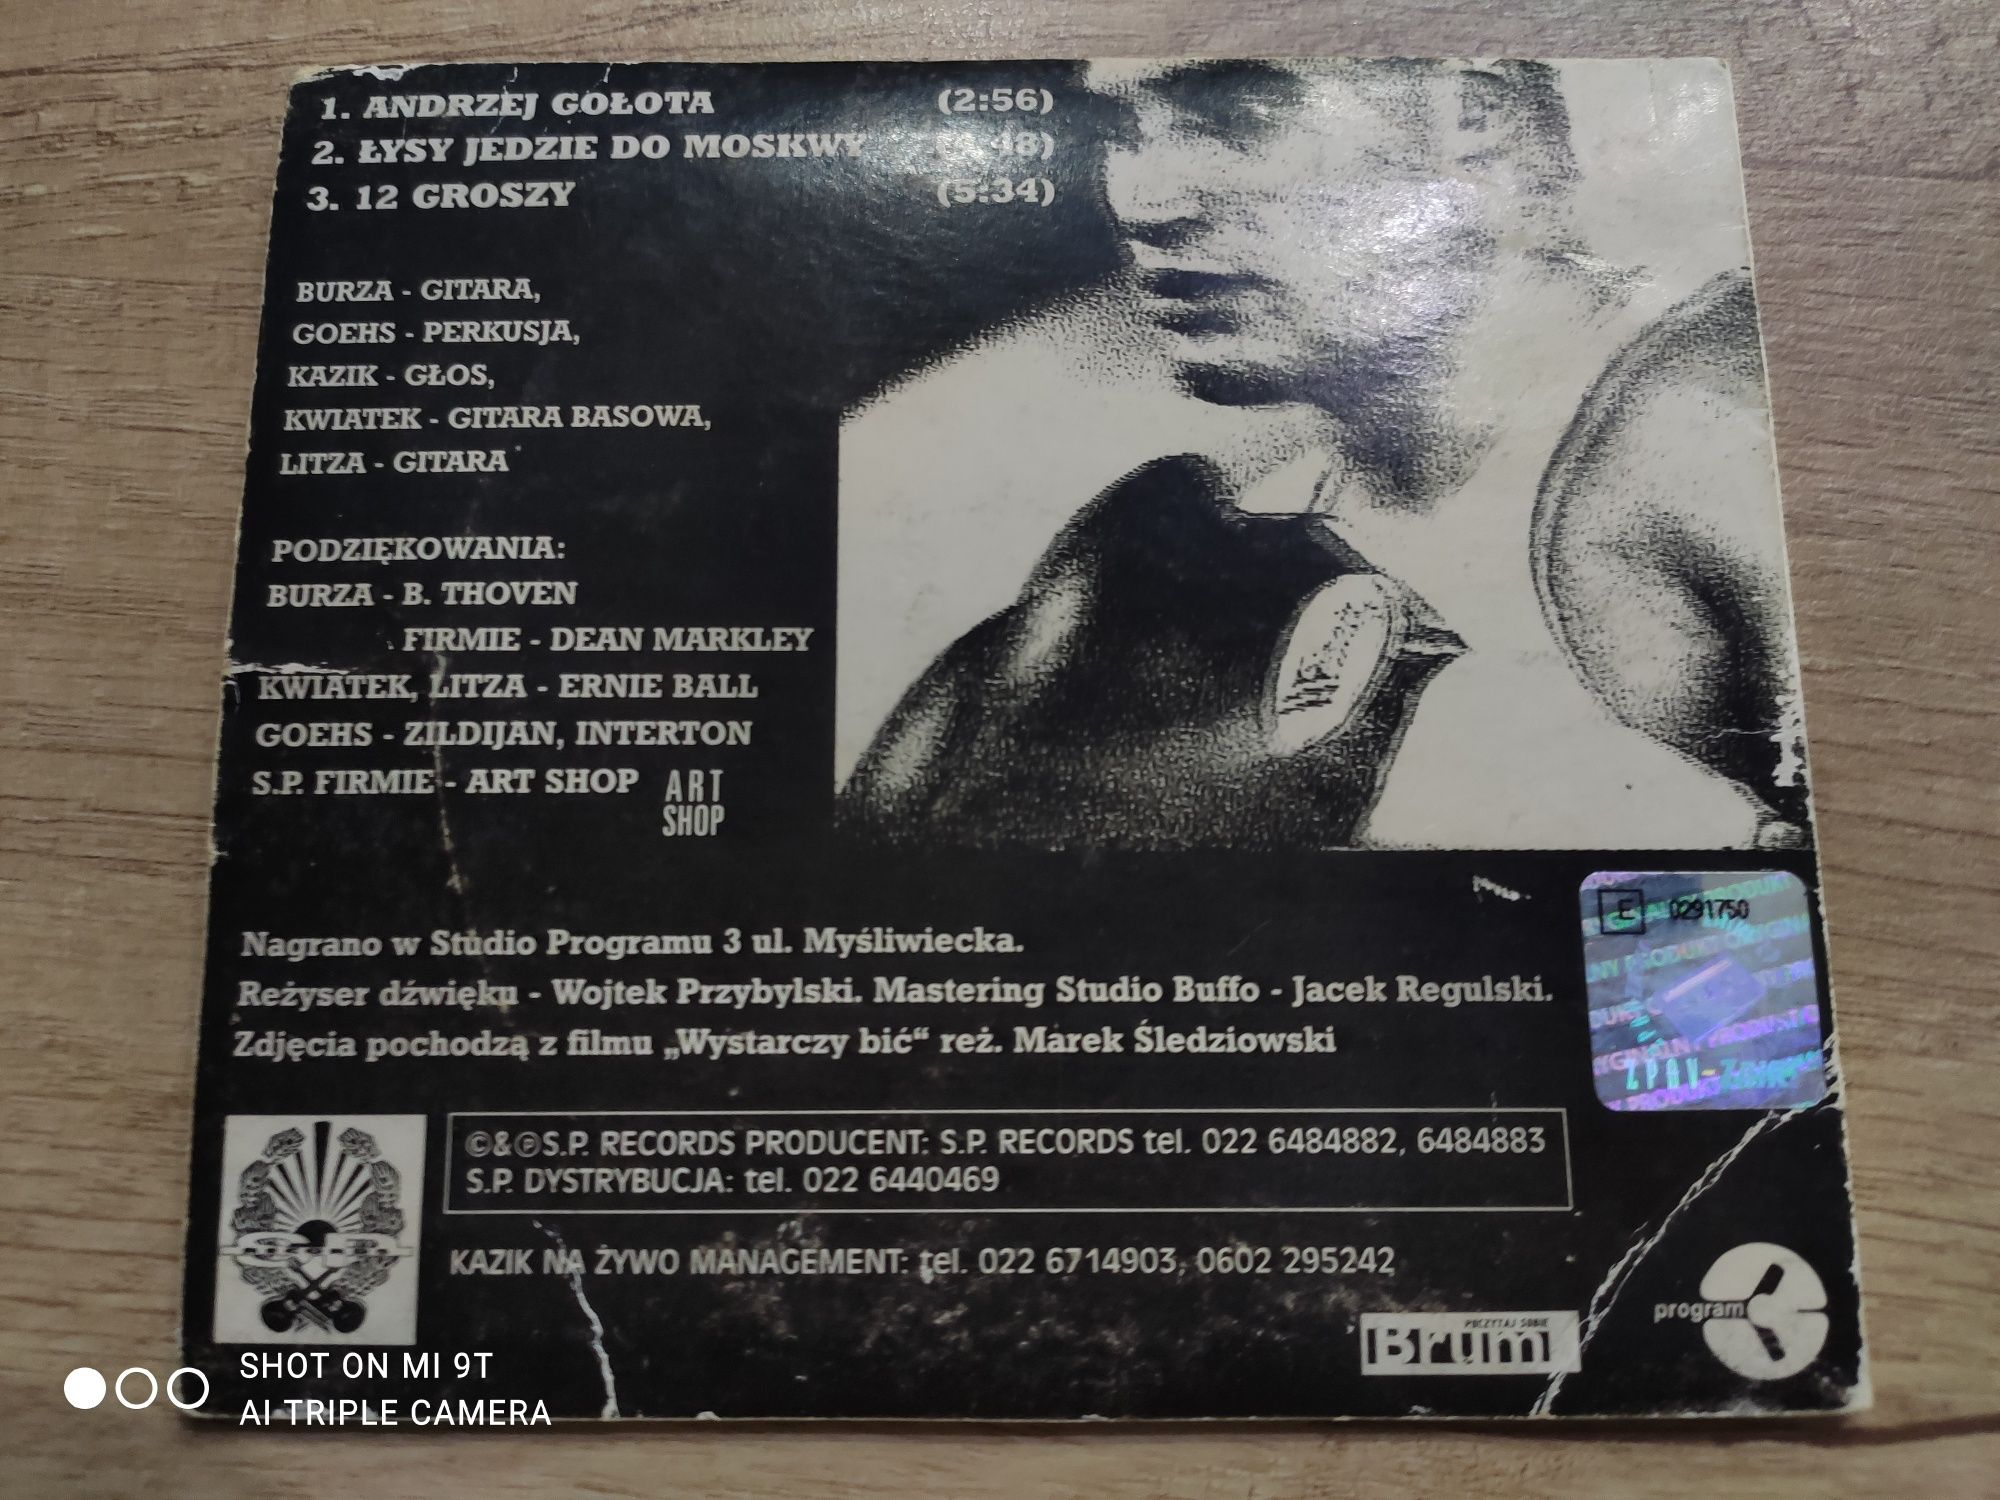 1. ANDRZEJ GOŁOTA (2:56)
2. ŁYSY JEDZIE DO MOSKWY
3. 12 GROSZY (5:34)
BURZA - GITARA,
GOEHS - PERKUSJA,
KAZIK - GŁOS,
KWIATEK - GITARA BASOWA,
LITZA - GITARA
PODZIĘKOWANIA:
BURZA - B. THOVEN
FIRMIE - DEAN MARKLEY
KWIATEK, LITZA - ERNIE BALL
GOEHS - ZILDIJAN, INTERTON
S.P. FIRMIE - ART SHOP
ART
SHOP
Nagrano w Studio Programu 3 ul. Myśliwiecka.
Reżyser dźwięku - Wojtek Przybylski. Mastering Studio Buffo - Jacek Regulski.
Zdjęcia pochodzą z filmu „Wystarczy bić“ reż. Marek Śledziowski
E 0291750
©&℗S.P. RECORDS PRODUCENT: S.P. RECORDS tel. 022 6484882, 6484883
S.P. DYSTRYBUCJA: tel. 022 6440469
KAZIK NA ŻYWO MANAGEMENT: tel. 022 6714903, 0602 295242
POCZYTAJ SOBIE
Brum
program
SHOT ON MI 9T
AI TRIPLE CAMERA